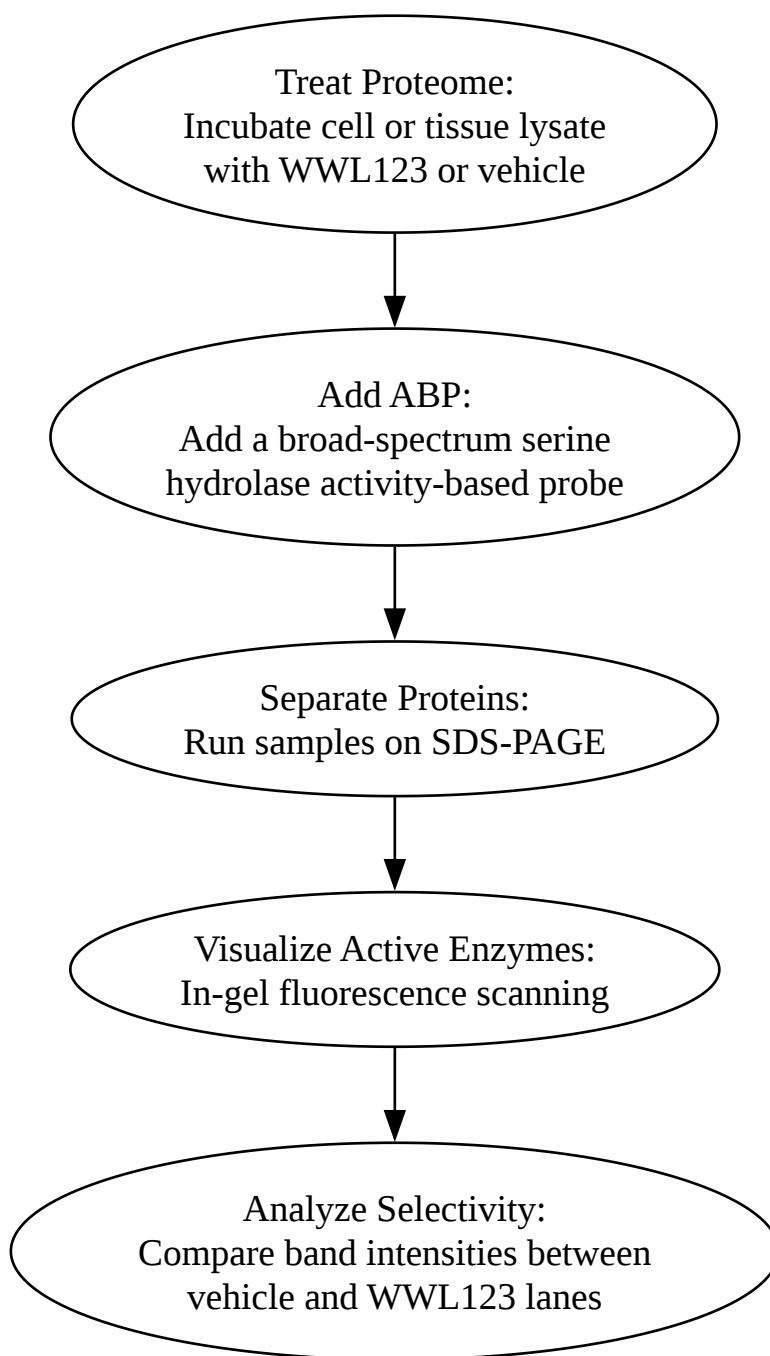 Treat Proteome:
Incubate cell or tissue lysate
with WWL123 or vehicle
Add ABP:
Add a broad-spectrum serine
hydrolase activity-based probe
Separate Proteins:
Run samples on SDS-PAGE
Visualize Active Enzymes:
In-gel fluorescence scanning
Analyze Selectivity:
Compare band intensities between
vehicle and WWL123 lanes